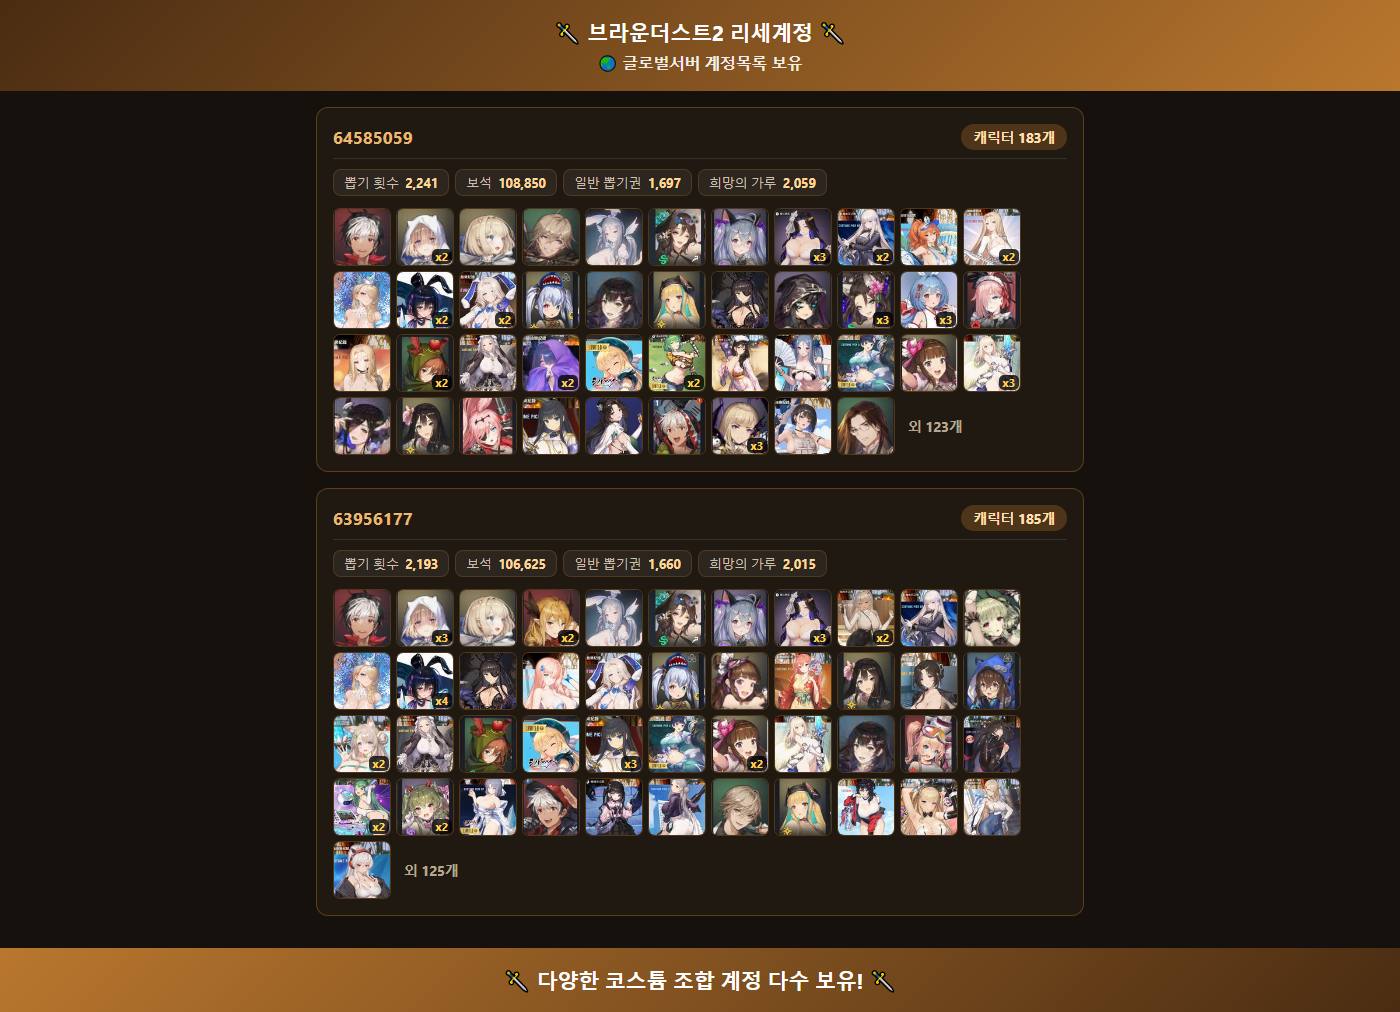 브라운더스트2 리세계정
글로벌서버 계정목록 보유
64585059
캐릭터 183개
뽑기 횟수 2,241
보석 108,850
일반 뽑기권 1,697
희망의 가루 2,059
x2
x3
x2
x2
x2
x2
x3
x3
x2
x2
x2
x3
x3
외 123개
63956177
캐릭터 185개
뽑기 횟수 2,193
보석 106,625
일반 뽑기권 1,660
희망의 가루 2,015
x3
x2
x3
x2
x4
x2
x3
x2
x2
x2
외 125개
다양한 코스튬 조합 계정 다수 보유!